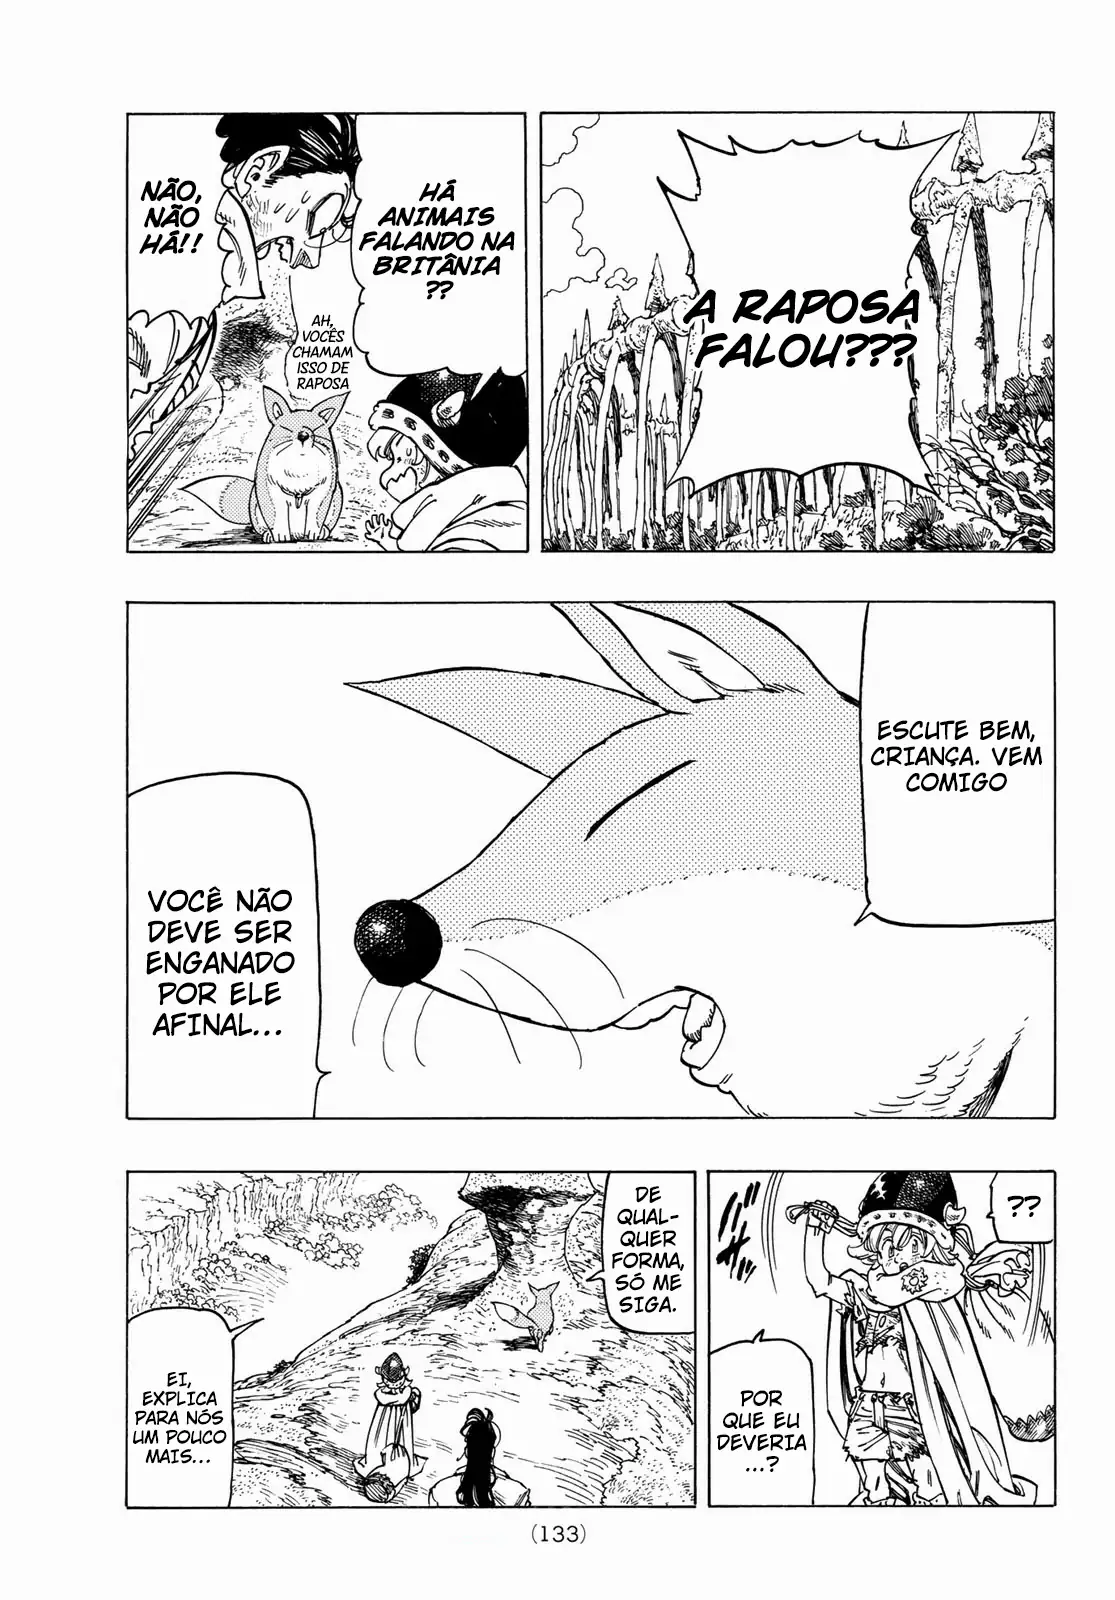 A RAPOSA
FALOU???
HÁ
ANIMAIS
FALANDO NA
BRITÂNIA
??
NÃO,
NÃO
HÁ!!
AH,
VOCÊS
CHAMAM
ISSO DE
RAPOSA
ESCUTE BEM,
CRIANÇA. VEM
COMIGO
VOCÊ NÃO
DEVE SER
ENGANADO
POR ELE
AFINAL...
??
POR
QUE EU
DEVERIA
...?
DE
QUAL-
QUER
FORMA,
SÓ ME
SIGA.
EI,
EXPLICA
PARA NÓS
UM POUCO
MAIS...
(133)